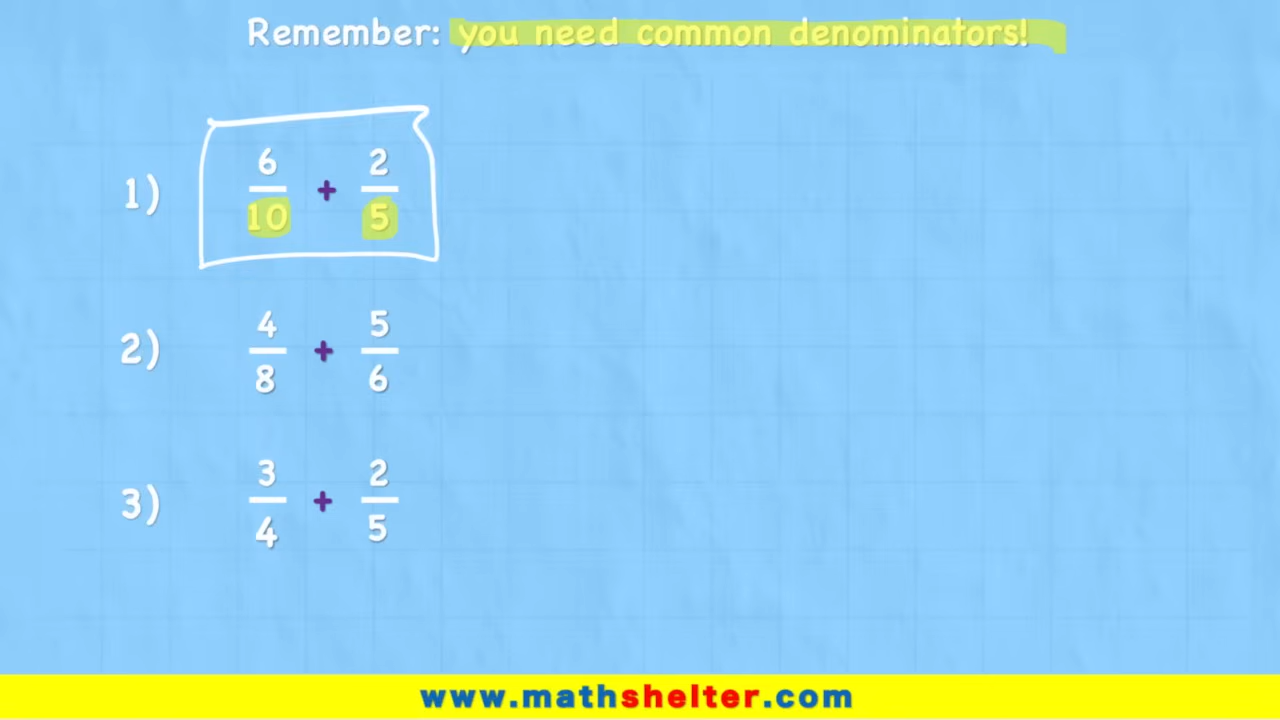 Remember: you need common denominators!
1) 6/10 + 2/5
2) 4/8 + 5/6
3) 3/4 + 2/5
www.mathshelter.com